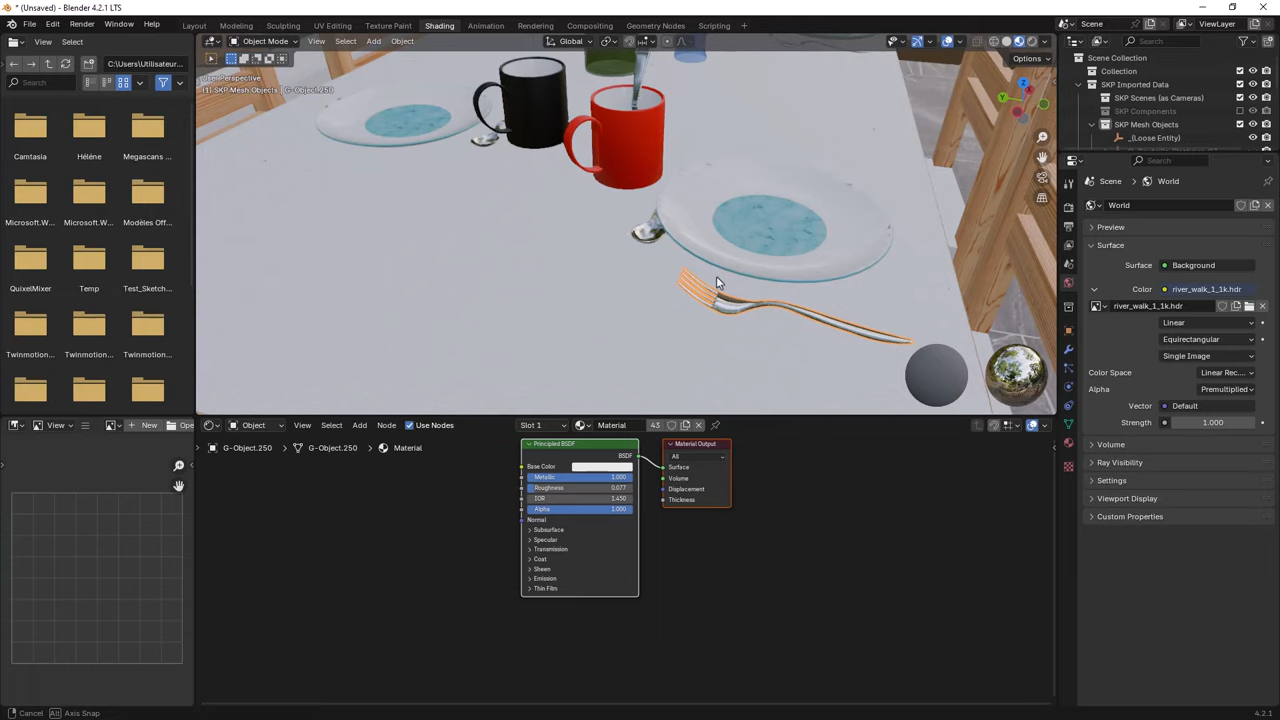 * (Unsaved) - Blender 4.2.1 LTS
File Edit Render Window Help Layout Modeling Sculpting UV Editing Texture Paint Shading Animation Rendering Compositing Geometry Nodes Scripting + Scene ViewLayer
View Select Object Mode View Select Add Object Global Search
C:\Users\Utilisateur... Options Scene Collection
Search User Perspective Collection
(1) SKP Mesh Objects | G-Object.250 SKP Imported Data
SKP Scenes (as Cameras)
SKP Components
SKP Mesh Objects
_(Loose Entity)
Camtasia Héléne Megascans ...
Search
Scene > World
World
Microsoft.W... Microsoft.W... Modèles Off...
Preview
Surface
Surface Background
Color river_walk_1_1k.hdr
river_walk_1_1k.hdr
QuixelMixer Temp Test_Sketch...
Linear
Equirectangular
Single Image
Twinmotion... Twinmotion... Twinmotion...
Color Space Linear Rec....
Alpha Premultiplied
Vector Default
Strength 1.000
View New Ope Object View Select Add Node Use Nodes Slot 1 Material 43
G-Object.250 > G-Object.250 > Material
Volume
Ray Visibility
Settings
Viewport Display
Custom Properties
Principled BSDF
BSDF
Base Color
Metallic 1.000
Roughness 0.077
IOR 1.450
Alpha 1.000
Normal
Subsurface
Specular
Transmission
Coat
Sheen
Emission
Thin Film
Material Output
All
Surface
Volume
Displacement
Thickness
Cancel Alt Axis Snap 4.2.1
X
Y
Z